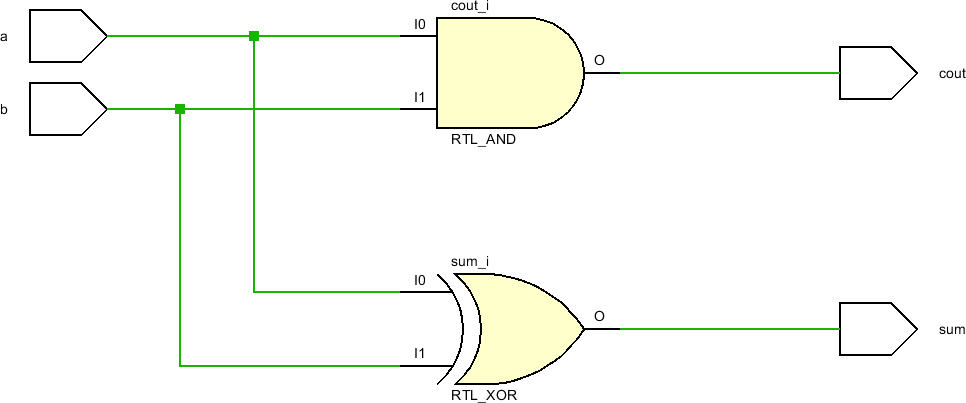 cout_i
a
I0
O
cout
b
I1
RTL_AND
sum_i
I0
O
sum
I1
RTL_XOR